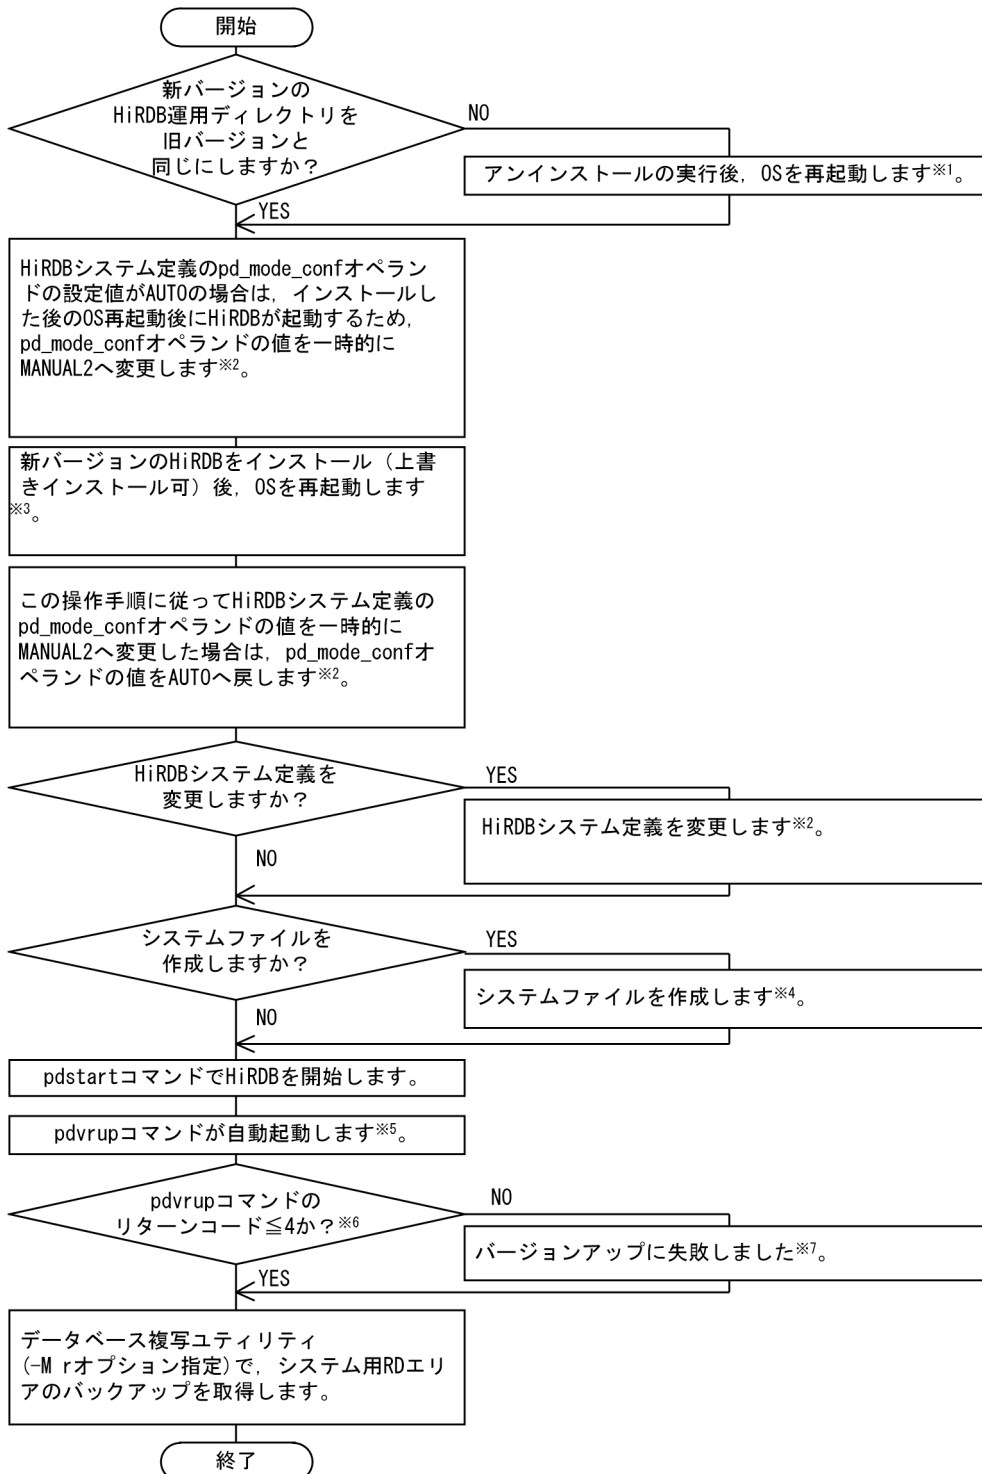 開始
新バージョンの
HiRDB運用ディレクトリを
旧バージョンと
同じにしますか？
NO
アンインストールの実行後，OSを再起動します※1。
YES
HiRDBシステム定義のpd_mode_confオペラン
ドの設定値がAUTOの場合は，インストールし
た後のOS再起動後にHiRDBが起動するため，
pd_mode_confオペランドの値を一時的に
MANUAL2へ変更します※2。
新バージョンのHiRDBをインストール（上書
きインストール可）後，OSを再起動します
※3。
この操作手順に従ってHiRDBシステム定義の
pd_mode_confオペランドの値を一時的に
MANUAL2へ変更した場合は，pd_mode_confオ
ペランドの値をAUTOへ戻します※2。
HiRDBシステム定義を
変更しますか？
YES
HiRDBシステム定義を変更します※2。
NO
システムファイルを
作成しますか？
YES
システムファイルを作成します※4。
NO
pdstartコマンドでHiRDBを開始します。
pdvrupコマンドが自動起動します※5。
pdvrupコマンドの
リターンコード≦4か？※6
NO
バージョンアップに失敗しました※7。
YES
データベース複写ユティリティ
(-M rオプション指定)で，システム用RDエリ
アのバックアップを取得します。
終了